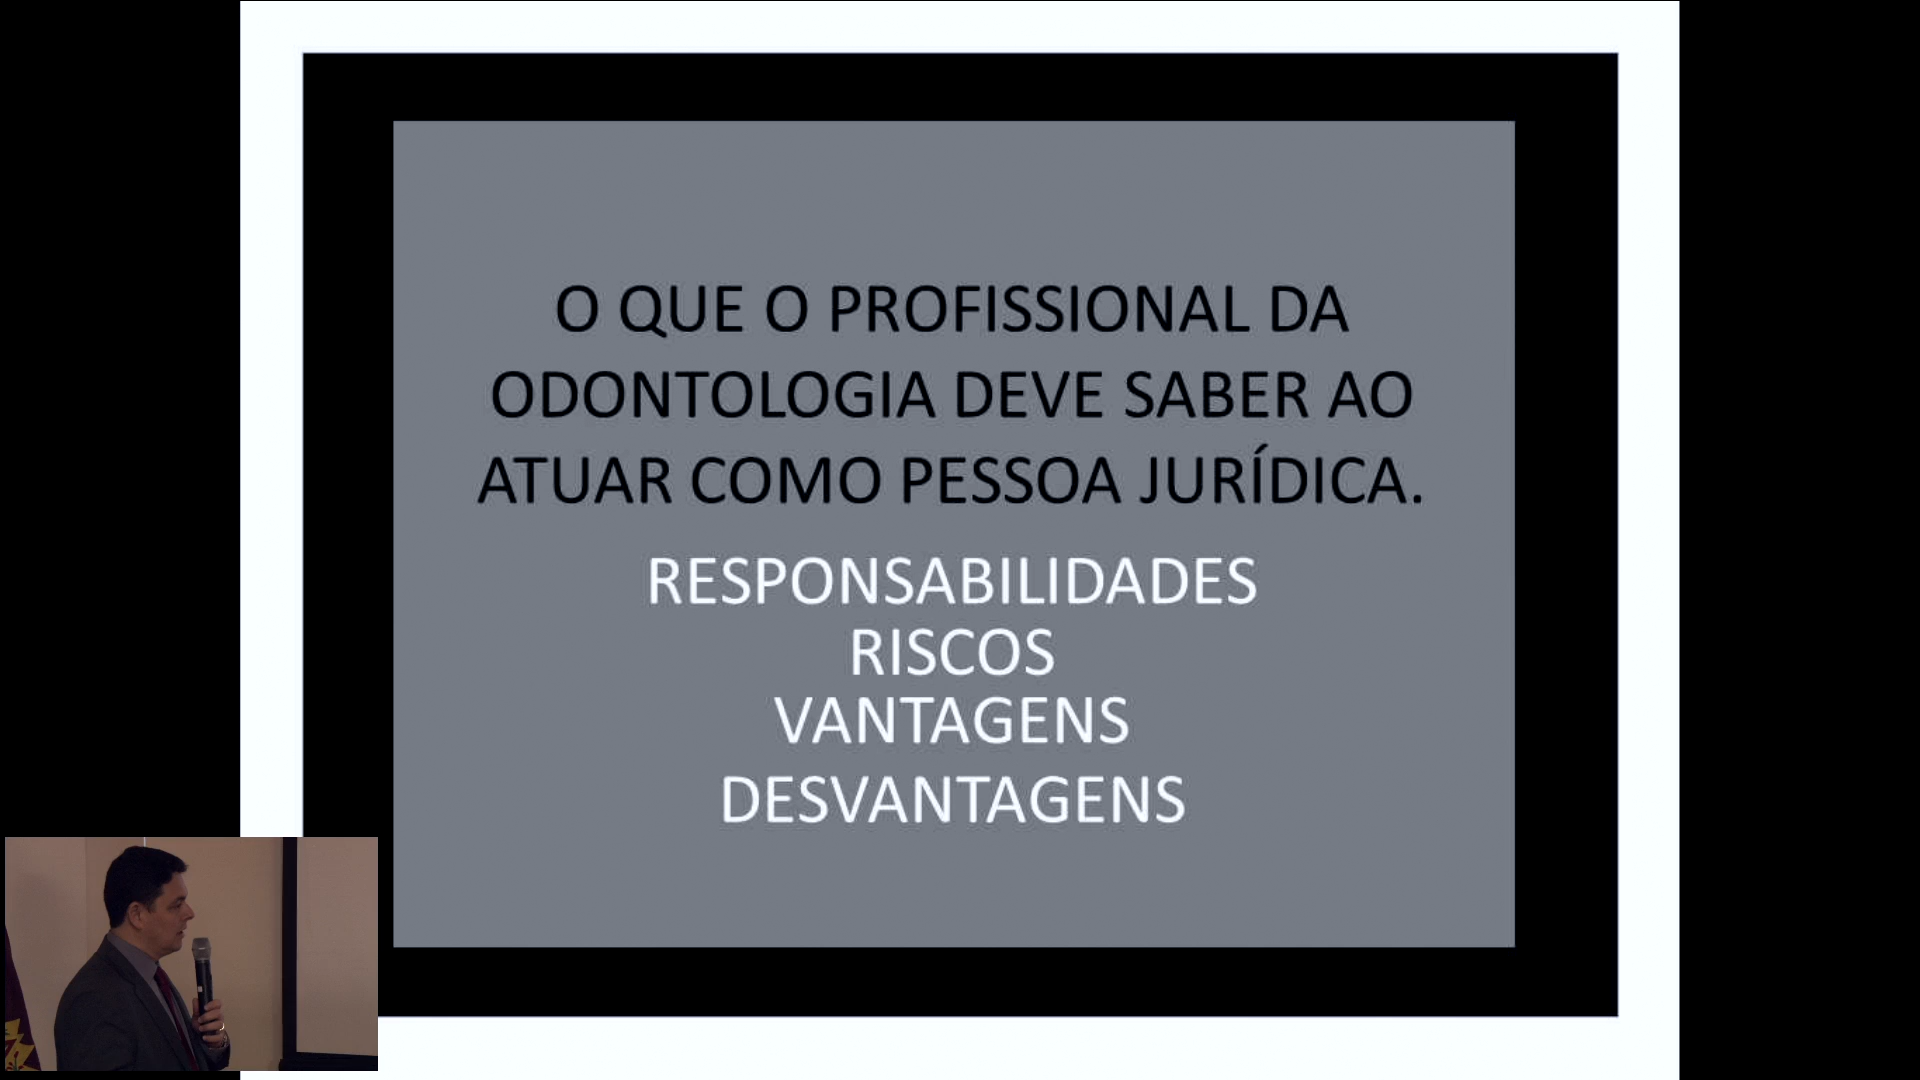 O QUE O PROFISSIONAL DA
ODONTOLOGIA DEVE SABER AO
ATUAR COMO PESSOA JURÍDICA.
RESPONSABILIDADES
RISCOS
VANTAGENS
DESVANTAGENS